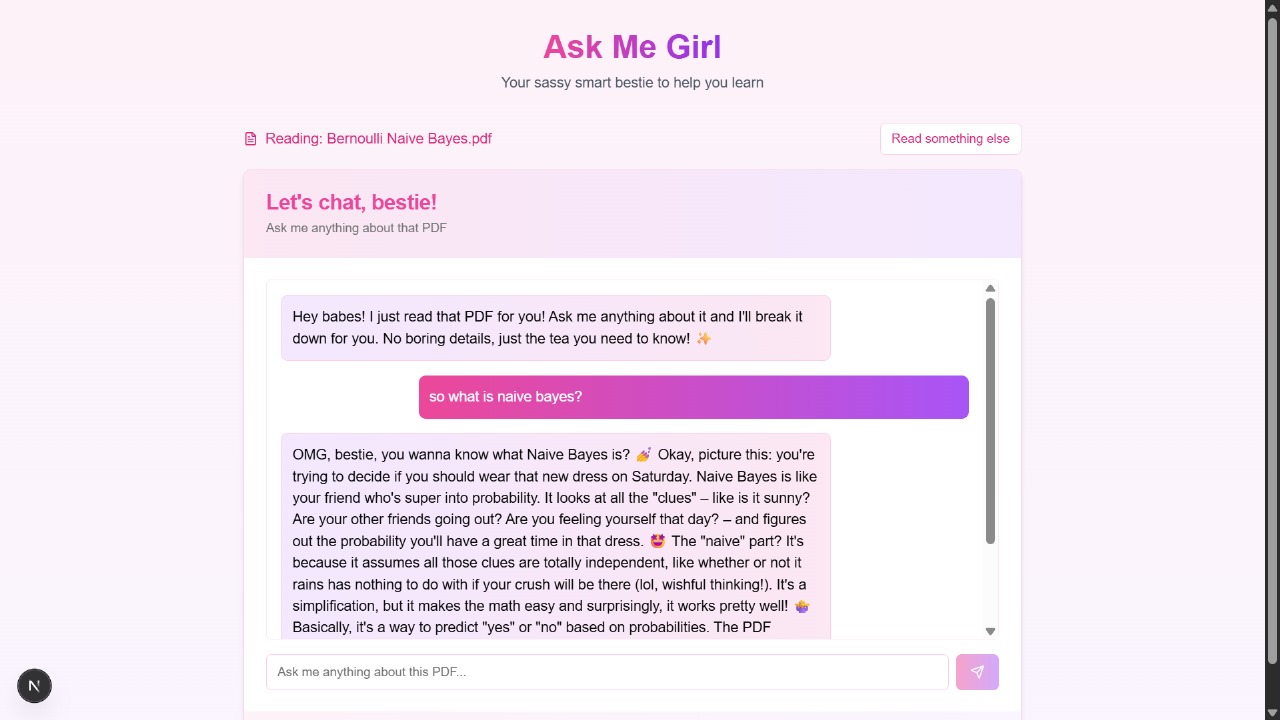 Ask Me Girl
Your sassy smart bestie to help you learn
Reading: Bernoulli Naive Bayes.pdf
Read something else
Let's chat, bestie!
Ask me anything about that PDF
Hey babes! I just read that PDF for you! Ask me anything about it and I'll break it
down for you. No boring details, just the tea you need to know! ✨
so what is naive bayes?
OMG, bestie, you wanna know what Naive Bayes is? 💅 Okay, picture this: you're
trying to decide if you should wear that new dress on Saturday. Naive Bayes is like
your friend who's super into probability. It looks at all the "clues" – like is it sunny?
Are your other friends going out? Are you feeling yourself that day? – and figures
out the probability you'll have a great time in that dress. 🤩 The "naive" part? It's
because it assumes all those clues are totally independent, like whether or not it
rains has nothing to do with if your crush will be there (lol, wishful thinking!). It's a
simplification, but it makes the math easy and surprisingly, it works pretty well! 🤷‍♀️
Basically, it's a way to predict "yes" or "no" based on probabilities. The PDF
Ask me anything about this PDF...
N